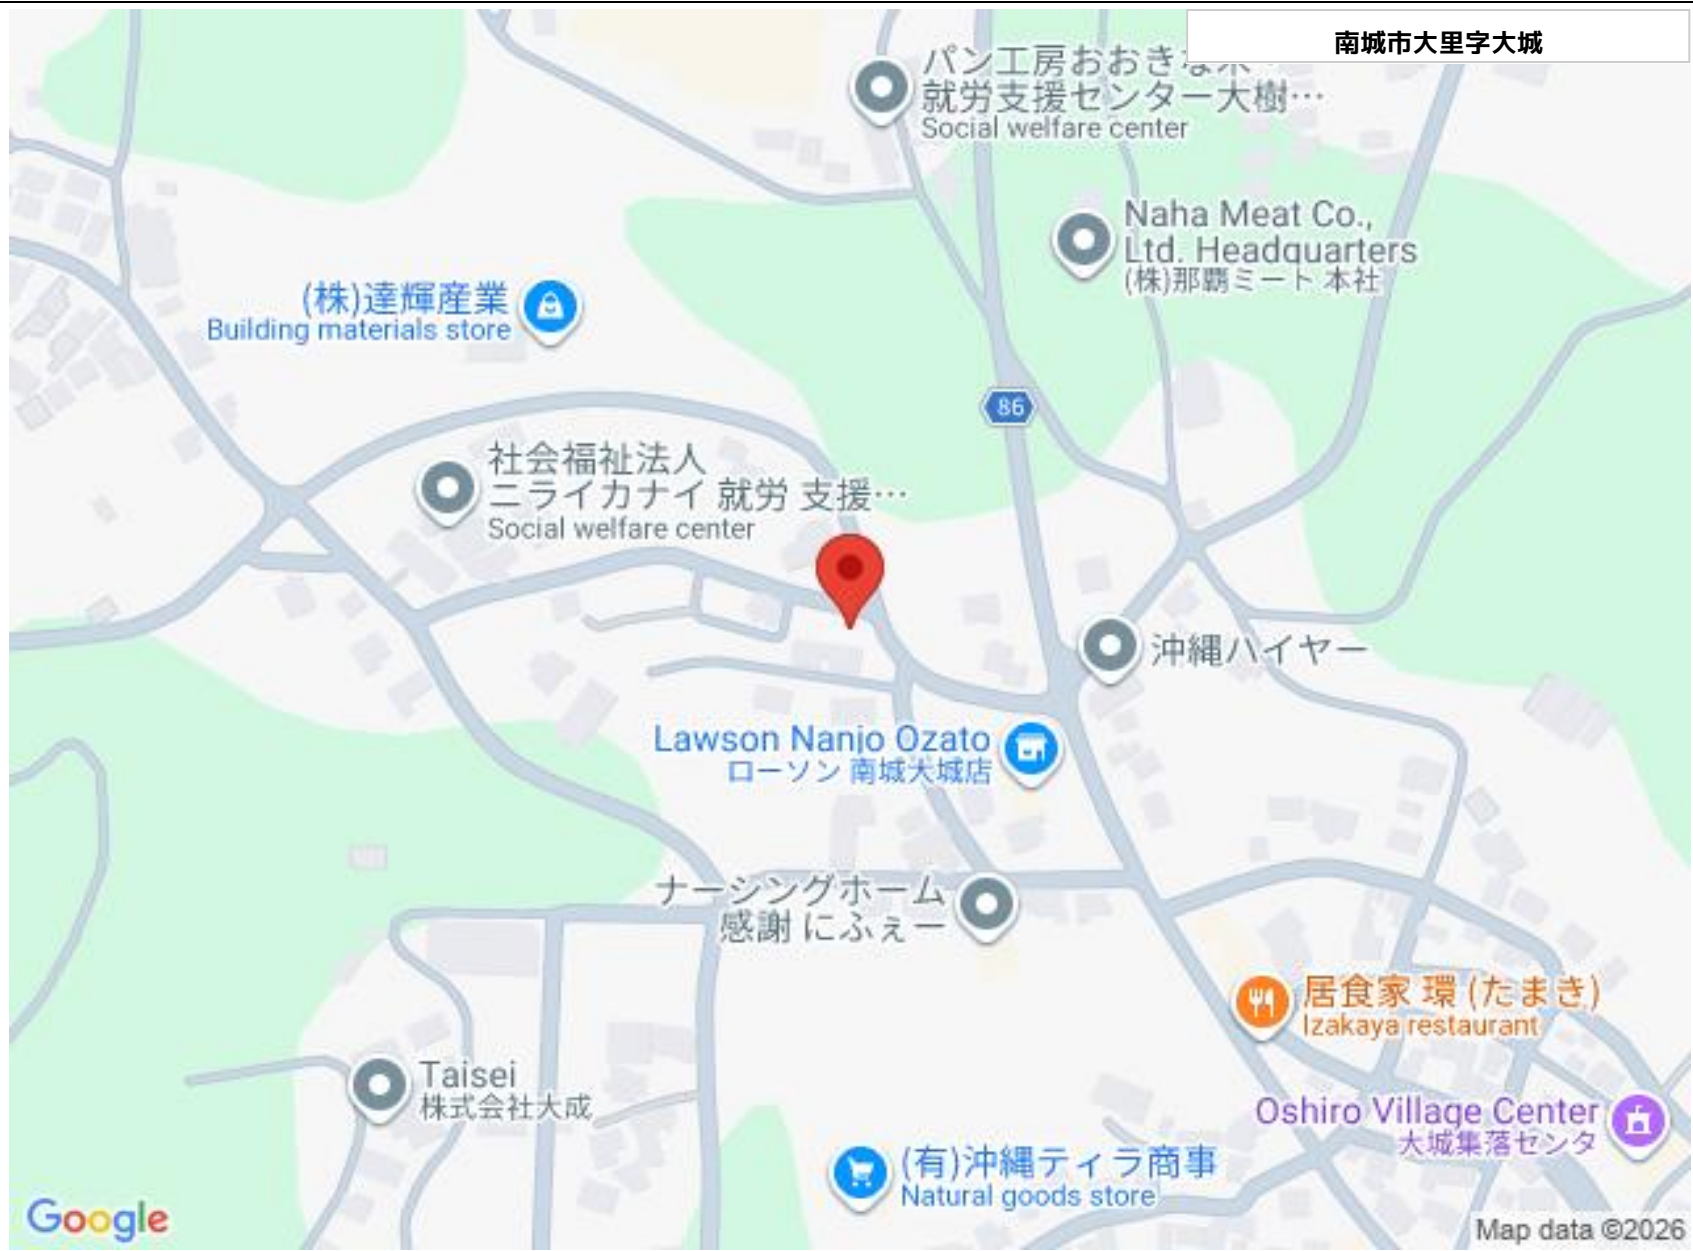 南城市大里字大城
パン工房おおきな木・
就労支援センター大樹…
Social welfare center
Naha Meat Co.,
Ltd. Headquarters
(株)那覇ミート 本社
(株)達輝産業
Building materials store
86
社会福祉法人
ニライカナイ 就労 支援…
Social welfare center
沖縄ハイヤー
Lawson Nanjo Ozato
ローソン 南城大城店
ナーシングホーム
感謝 にふぇー
居食家 環 (たまき)
Izakaya restaurant
Taisei
株式会社大成
Oshiro Village Center
大城集落センタ
(有)沖縄ティラ商事
Natural goods store
Google
Map data ©2026